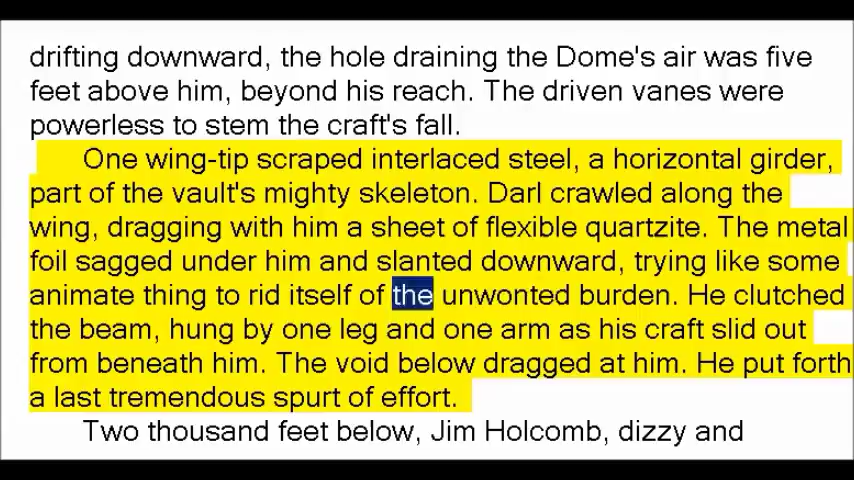 drifting downward, the hole draining the Dome's air was five
feet above him, beyond his reach. The driven vanes were
powerless to stem the craft's fall.
One wing-tip scraped interlaced steel, a horizontal girder,
part of the vault's mighty skeleton. Darl crawled along the
wing, dragging with him a sheet of flexible quartzite. The metal
foil sagged under him and slanted downward, trying like some
animate thing to rid itself of the unwonted burden. He clutched
the beam, hung by one leg and one arm as his craft slid out
from beneath him. The void below dragged at him. He put forth
a last tremendous spurt of effort.
Two thousand feet below, Jim Holcomb, dizzy and